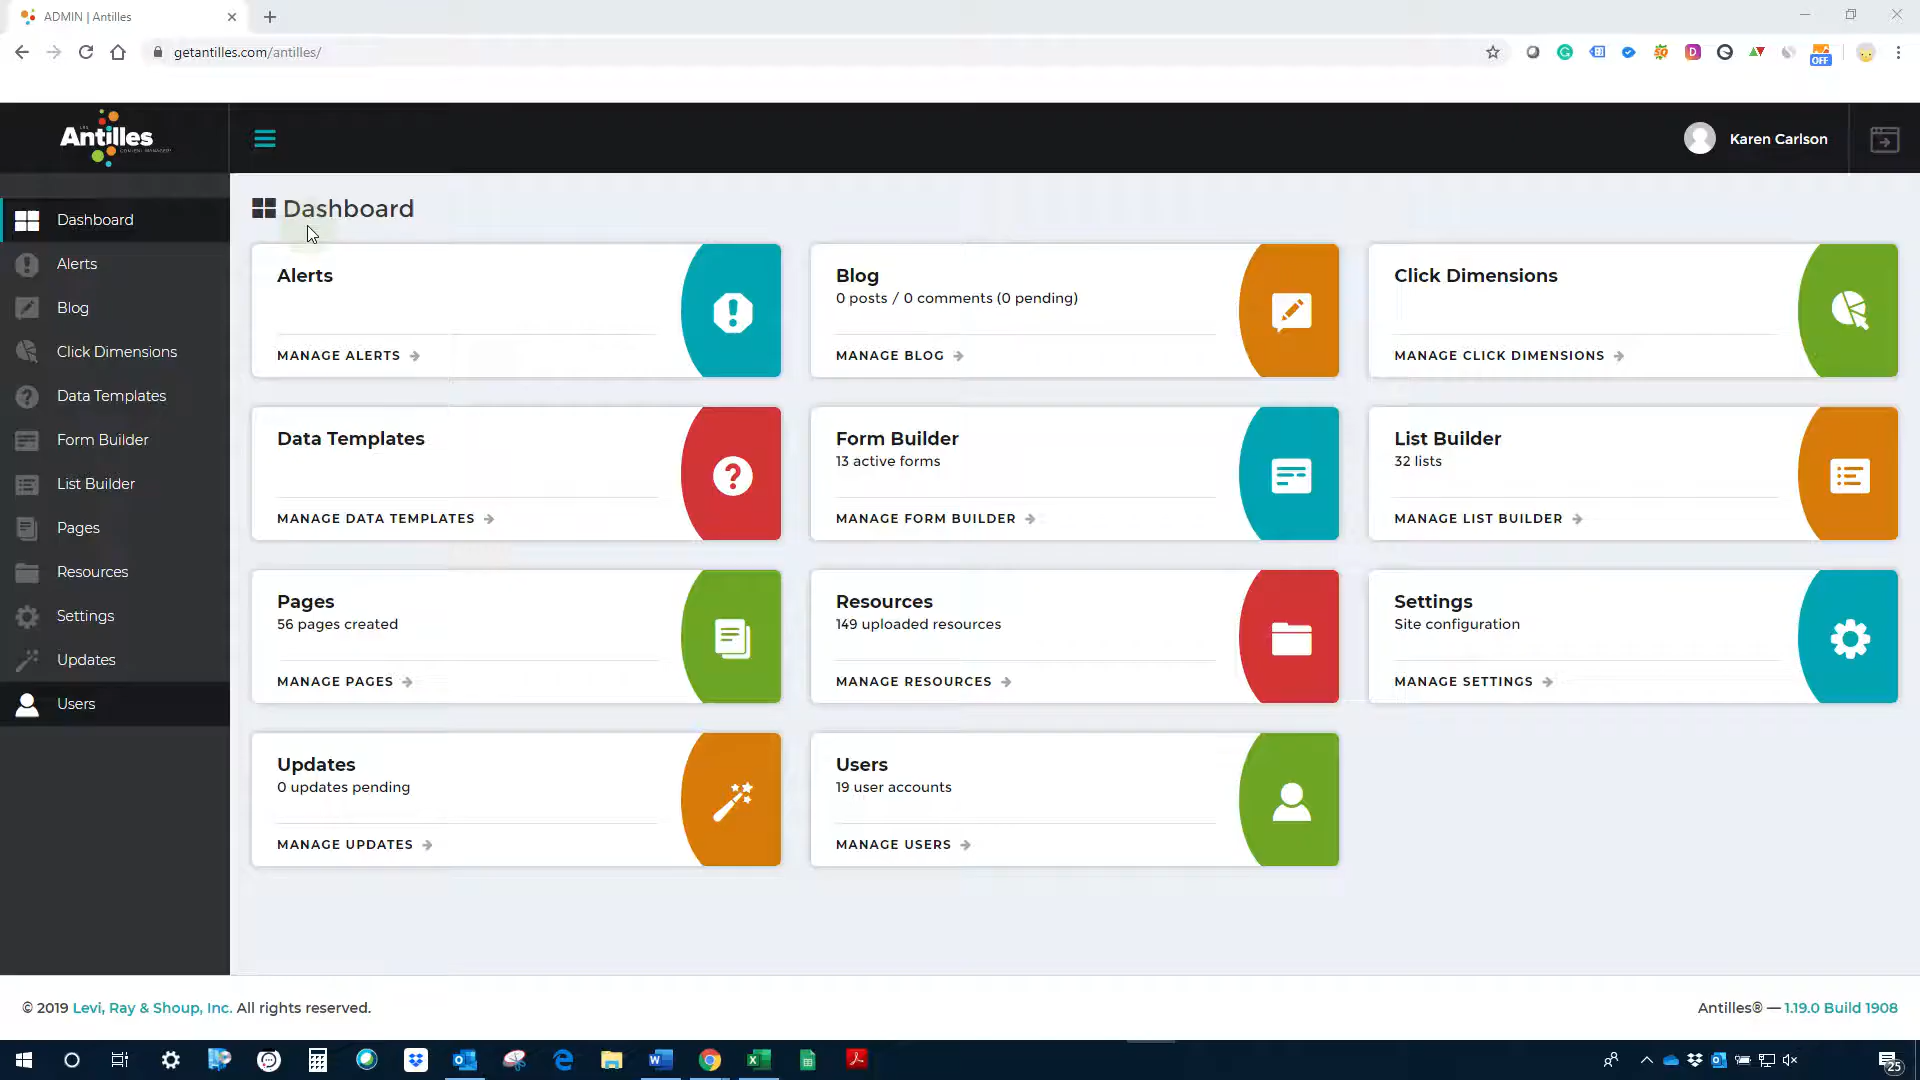 ADMIN | Antilles
getantilles.com/antilles/
OFF
Antilles
Karen Carlson
Dashboard
Alerts
Blog
Click Dimensions
Data Templates
Form Builder
List Builder
Pages
Resources
Settings
Updates
Users
Dashboard
Alerts
MANAGE ALERTS
Blog
0 posts / 0 comments (0 pending)
MANAGE BLOG
Click Dimensions
MANAGE CLICK DIMENSIONS
Data Templates
MANAGE DATA TEMPLATES
Form Builder
13 active forms
MANAGE FORM BUILDER
List Builder
32 lists
MANAGE LIST BUILDER
Pages
56 pages created
MANAGE PAGES
Resources
149 uploaded resources
MANAGE RESOURCES
Settings
Site configuration
MANAGE SETTINGS
Updates
0 updates pending
MANAGE UPDATES
Users
19 user accounts
MANAGE USERS
© 2019 Levi, Ray & Shoup, Inc. All rights reserved.
Antilles® — 1.19.0 Build 1908
25